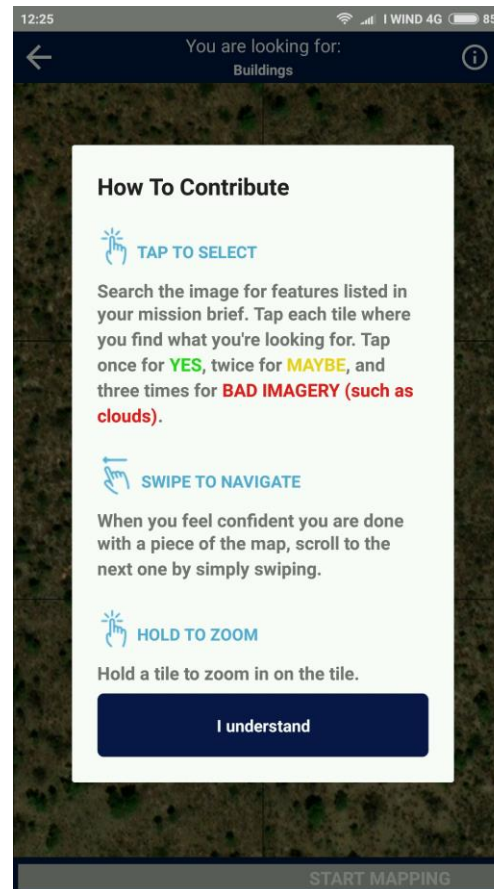 12:25
I WIND 4G
85
You are looking for:
Buildings
How To Contribute
TAP TO SELECT
Search the image for features listed in
your mission brief. Tap each tile where
you find what you're looking for. Tap
once for YES, twice for MAYBE, and
three times for BAD IMAGERY (such as
clouds).
SWIPE TO NAVIGATE
When you feel confident you are done
with a piece of the map, scroll to the
next one by simply swiping.
HOLD TO ZOOM
Hold a tile to zoom in on the tile.
I understand
START MAPPING